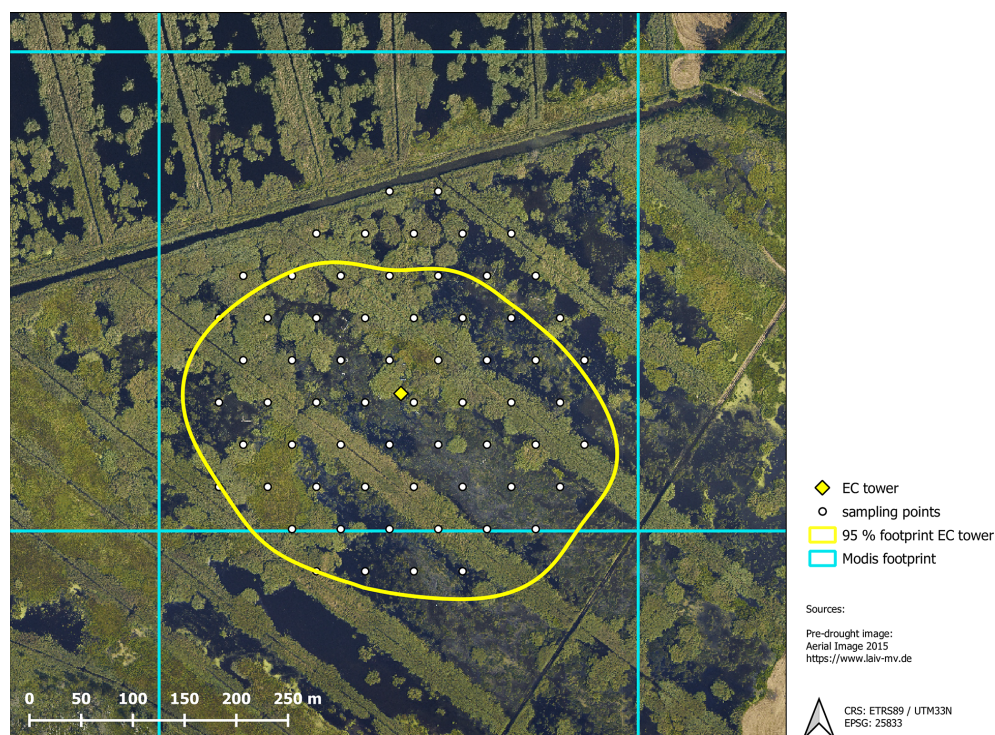 EC tower
sampling points
95 % footprint EC tower
Modis footprint
Sources:
Pre-drought image:
Aerial Image 2015
https://www.laiv-mv.de
0 50 100 150 200 250 m
CRS: ETRS89 / UTM33N
EPSG: 25833